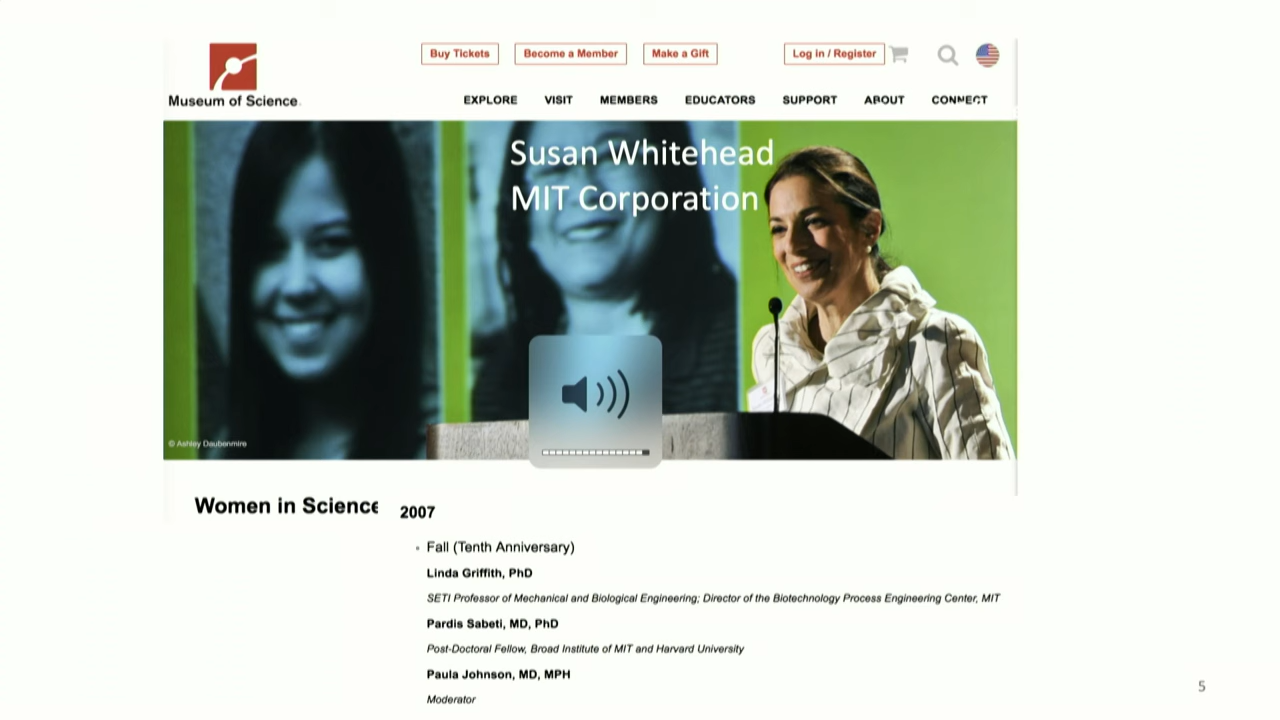 Buy Tickets
Become a Member
Make a Gift
Log in / Register
Museum of Science
EXPLORE VISIT MEMBERS EDUCATORS SUPPORT ABOUT CONNECT
Susan Whitehead
MIT Corporation
© Ashley Daubenmire
Women in Science
2007
Fall (Tenth Anniversary)
Linda Griffith, PhD
SETI Professor of Mechanical and Biological Engineering; Director of the Biotechnology Process Engineering Center, MIT
Pardis Sabeti, MD, PhD
Post-Doctoral Fellow, Broad Institute of MIT and Harvard University
Paula Johnson, MD, MPH
Moderator
5